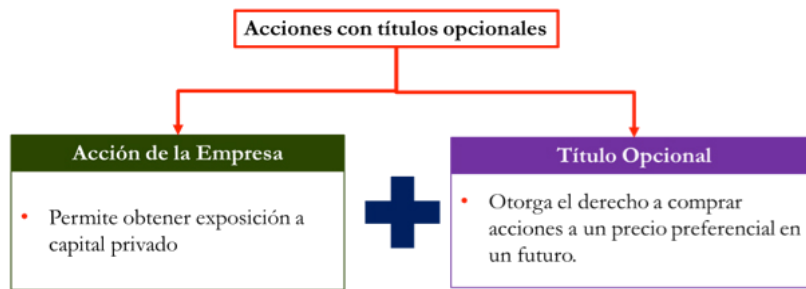 Acciones con títulos opcionales
Acción de la Empresa
• Permite obtener exposición a
capital privado
Título Opcional
• Otorga el derecho a comprar
acciones a un precio preferencial en
un futuro.